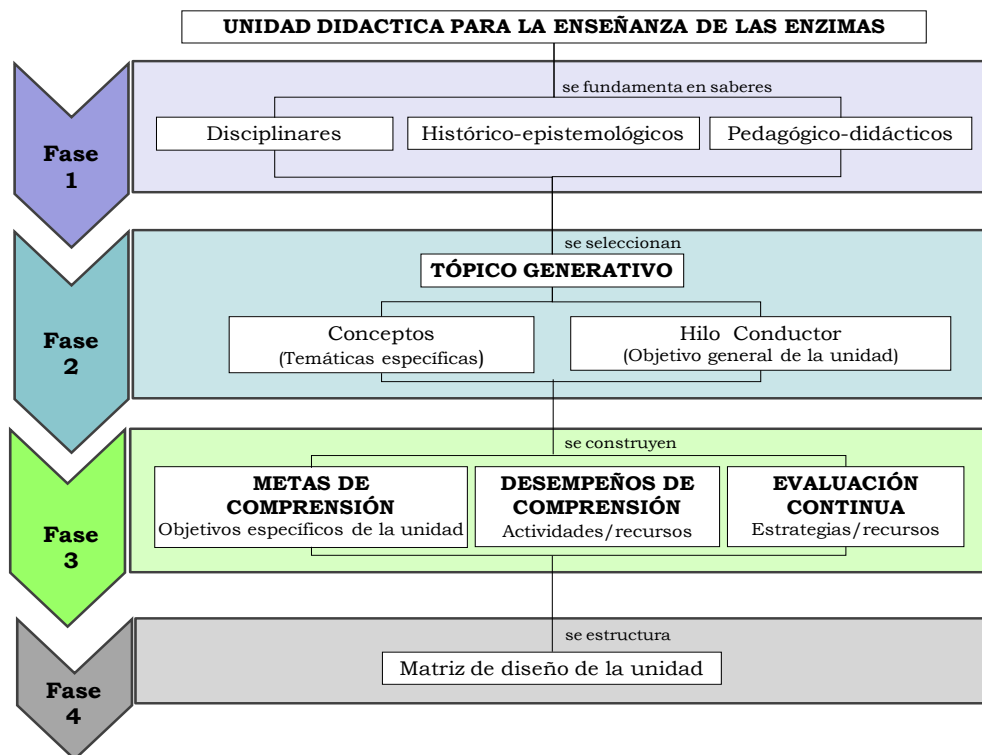 UNIDAD DIDACTICA PARA LA ENSEÑANZA DE LAS ENZIMAS
se fundamenta en saberes
Disciplinares
Histórico-epistemológicos
Pedagógico-didácticos
Fase
1
se seleccionan
TÓPICO GENERATIVO
Conceptos
(Temáticas específicas)
Hilo Conductor
(Objetivo general de la unidad)
Fase
2
se construyen
METAS DE
COMPRENSIÓN
Objetivos específicos de la unidad
DESEMPEÑOS DE
COMPRENSIÓN
Actividades/recursos
EVALUACIÓN
CONTINUA
Estrategias/recursos
Fase
3
se estructura
Matriz de diseño de la unidad
Fase
4